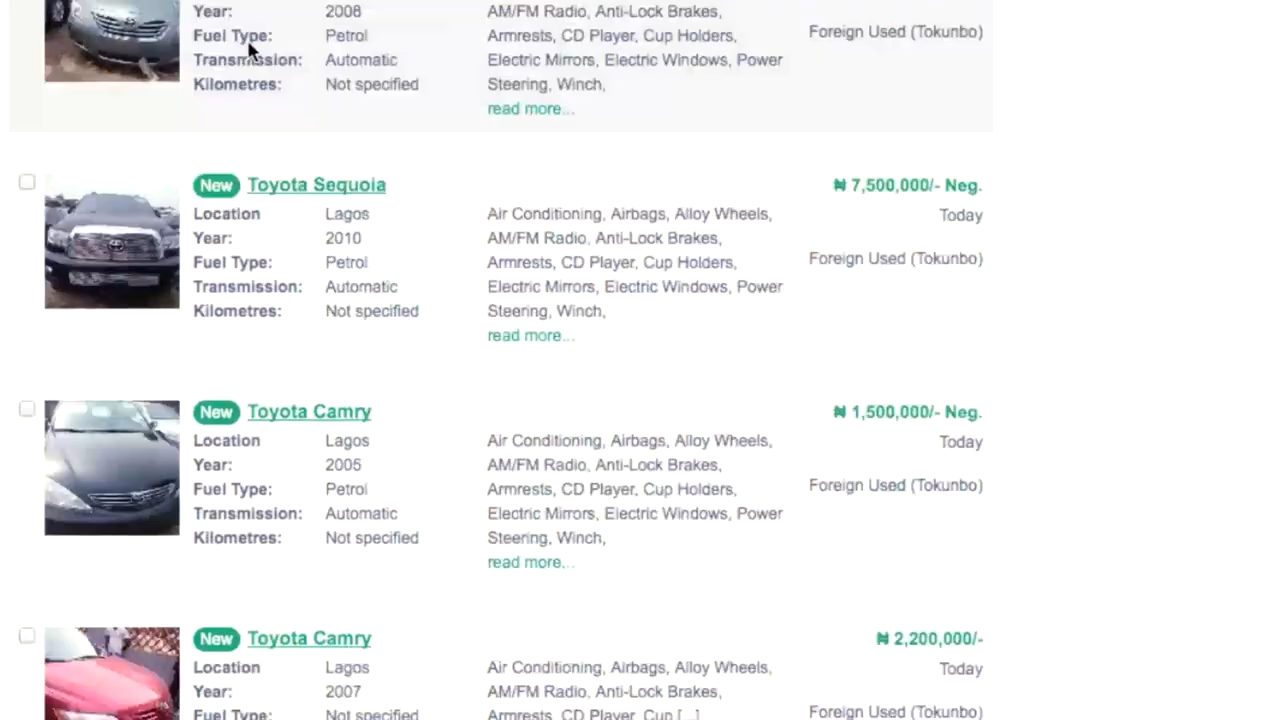 Year: 2008 AM/FM Radio, Anti-Lock Brakes,
Fuel Type: Petrol Armrests, CD Player, Cup Holders, Foreign Used (Tokunbo)
Transmission: Automatic Electric Mirrors, Electric Windows, Power
Kilometres: Not specified Steering, Winch,
read more...
New Toyota Sequoia ₦ 7,500,000/- Neg.
Location Lagos Air Conditioning, Airbags, Alloy Wheels, Today
Year: 2010 AM/FM Radio, Anti-Lock Brakes,
Fuel Type: Petrol Armrests, CD Player, Cup Holders, Foreign Used (Tokunbo)
Transmission: Automatic Electric Mirrors, Electric Windows, Power
Kilometres: Not specified Steering, Winch,
read more...
New Toyota Camry ₦ 1,500,000/- Neg.
Location Lagos Air Conditioning, Airbags, Alloy Wheels, Today
Year: 2005 AM/FM Radio, Anti-Lock Brakes,
Fuel Type: Petrol Armrests, CD Player, Cup Holders, Foreign Used (Tokunbo)
Transmission: Automatic Electric Mirrors, Electric Windows, Power
Kilometres: Not specified Steering, Winch,
read more...
New Toyota Camry ₦ 2,200,000/-
Location Lagos Air Conditioning, Airbags, Alloy Wheels, Today
Year: 2007 AM/FM Radio, Anti-Lock Brakes,
Fuel Type: Not specified Armrests, CD Player, Cup [...] Foreign Used (Tokunbo)